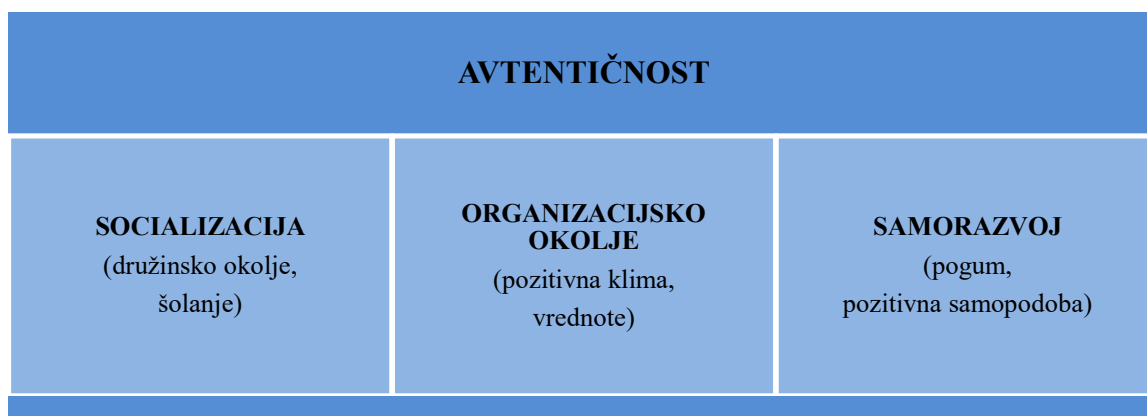 AVTENTIČNOST
SOCIALIZACIJA
(družinsko okolje,
šolanje)
ORGANIZACIJSKO
OKOLJE
(pozitivna klima,
vrednote)
SAMORAZVOJ
(pogum,
pozitivna samopodoba)